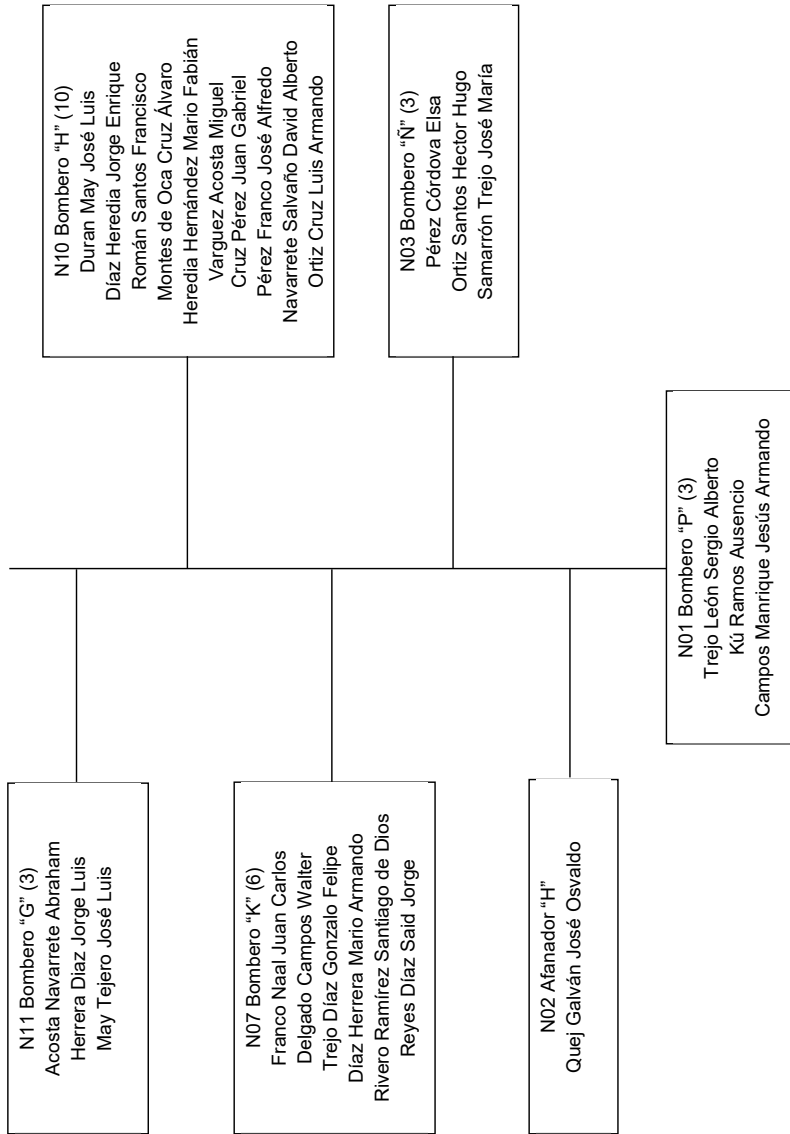 N11 Bombero “G” (3)
Acosta Navarrete Abraham
Herrera Diaz Jorge Luis
May Tejero José Luis
N10 Bombero “H” (10)
Duran May José Luis
Díaz Heredia Jorge Enrique
Román Santos Francisco
Montes de Oca Cruz Álvaro
Heredia Hernández Mario Fabián
Varguez Acosta Miguel
Cruz Pérez Juan Gabriel
Pérez Franco José Alfredo
Navarrete Salvaño David Alberto
Ortiz Cruz Luis Armando
N07 Bombero “K” (6)
Franco Naal Juan Carlos
Delgado Campos Walter
Trejo Díaz Gonzalo Felipe
Díaz Herrera Mario Armando
Rivero Ramírez Santiago de Dios
Reyes Díaz Said Jorge
N03 Bombero “Ñ” (3)
Pérez Córdova Elsa
Ortiz Santos Hector Hugo
Samarrón Trejo José María
N02 Afanador “H”
Quej Galván José Osvaldo
N01 Bombero “P” (3)
Trejo León Sergio Alberto
Kú Ramos Ausencio
Campos Manrique Jesús Armando